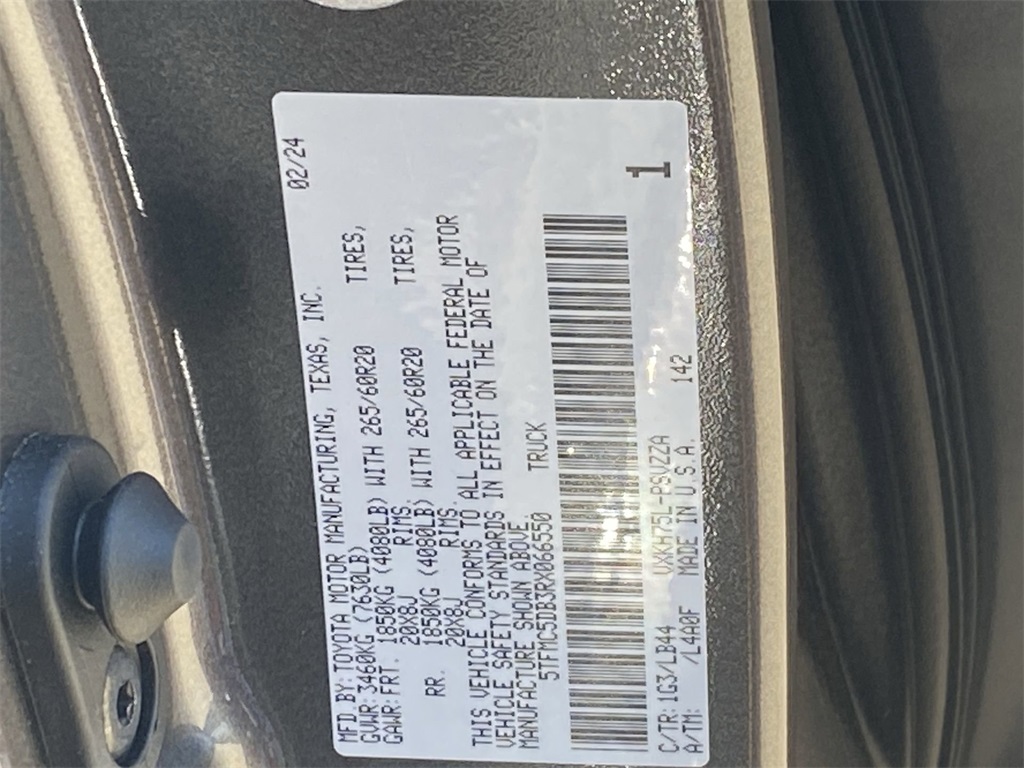 MFD BY:TOYOTA MOTOR MANUFACTURING, TEXAS, INC. 02/24
GVWR:3460KG (7630LB)
GAWR:FRT. 1850KG (4080LB) WITH 265/60R20 TIRES,
20X8J RIMS.
RR. 1850KG (4080LB) WITH 265/60R20 TIRES,
20X8J RIMS.
THIS VEHICLE CONFORMS TO ALL APPLICABLE FEDERAL MOTOR
VEHICLE SAFETY STANDARDS IN EFFECT ON THE DATE OF
MANUFACTURE SHOWN ABOVE.
5TFMC5DB3RX066550 TRUCK
1
C/TR:1G3/LB44 VXKH75L-PSVZZA
A/TM: /L4A0F MADE IN U.S.A. 142